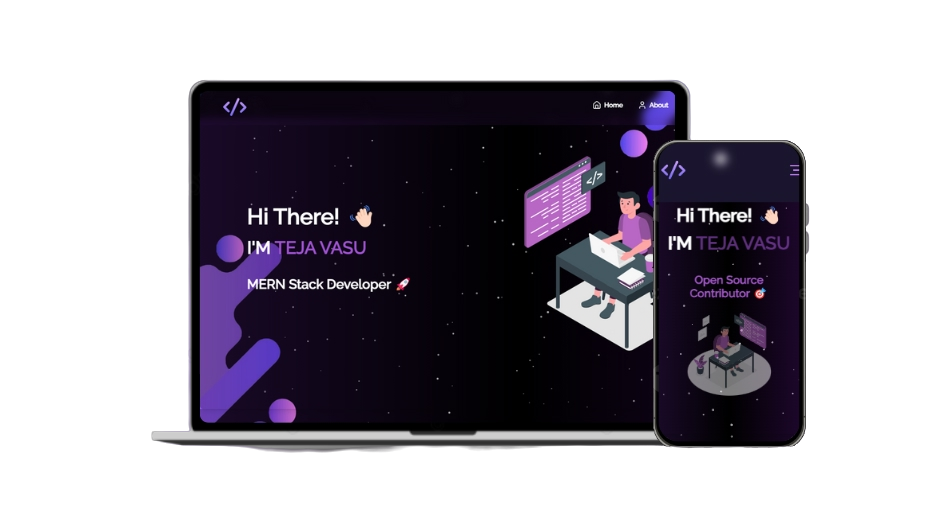 </>
Home About
</>
Hi There! 👋🏻
I'M TEJA VASU
MERN Stack Developer 🚀
</>
Hi There! 👋🏻
I'M TEJA VASU
Open Source
Contributor 🎯